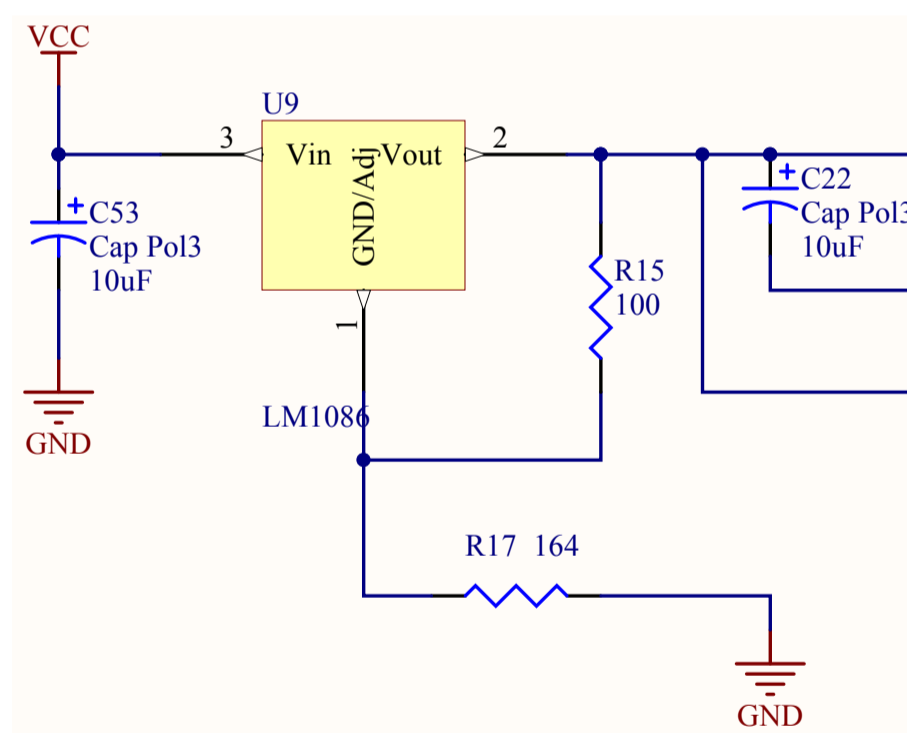 VCC
U9
3
Vin
GND/Adj
Vout
2
1
LM1086
C53
Cap Pol3
10uF
GND
R15
100
C22
Cap Pol3
10uF
R17 164
GND